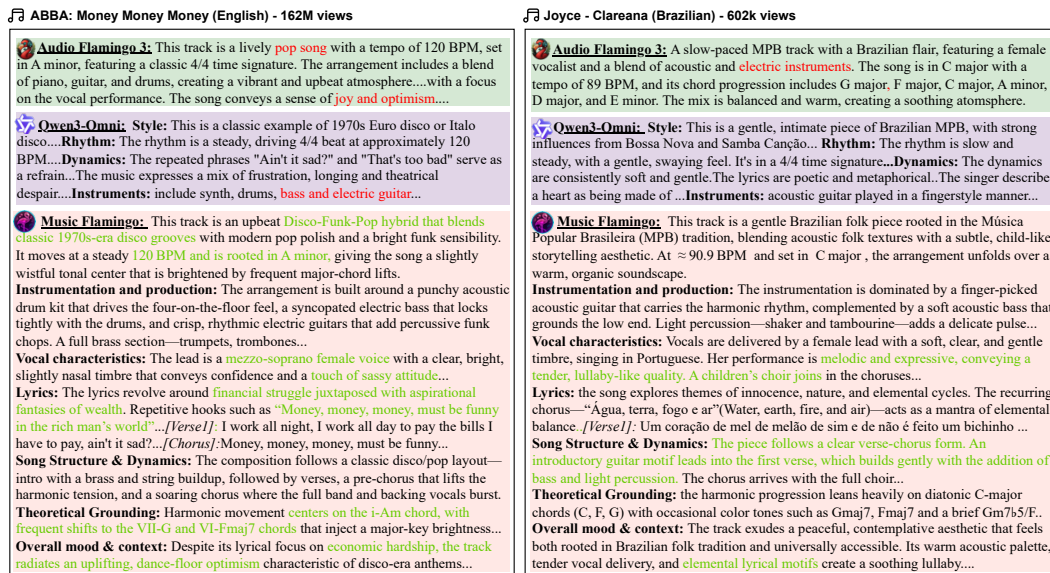 ABBA: Money Money Money (English) - 162M views
Audio Flamingo 3: This track is a lively pop song with a tempo of 120 BPM, set
in A minor, featuring a classic 4/4 time signature. The arrangement includes a blend
of piano, guitar, and drums, creating a vibrant and upbeat atmosphere....with a focus
on the vocal performance. The song conveys a sense of joy and optimism....
Qwen3-Omni: Style: This is a classic example of 1970s Euro disco or Italo
disco....Rhythm: The rhythm is a steady, driving 4/4 beat at approximately 120
BPM....Dynamics: The repeated phrases "Ain't it sad?" and "That's too bad" serve as
a refrain...The music expresses a mix of frustration, longing and theatrical
despair....Instruments: include synth, drums, bass and electric guitar...
Music Flamingo: This track is an upbeat Disco-Funk-Pop hybrid that blends
classic 1970s-era disco grooves with modern pop polish and a bright funk sensibility.
It moves at a steady 120 BPM and is rooted in A minor, giving the song a slightly
wistful tonal center that is brightened by frequent major-chord lifts.
Instrumentation and production: The arrangement is built around a punchy acoustic
drum kit that drives the four-on-the-floor feel, a syncopated electric bass that locks
tightly with the drums, and crisp, rhythmic electric guitars that add percussive funk
chops. A full brass section—trumpets, trombones...
Vocal characteristics: The lead is a mezzo-soprano female voice with a clear, bright,
slightly nasal timbre that conveys confidence and a touch of sassy attitude...
Lyrics: The lyrics revolve around financial struggle juxtaposed with aspirational
fantasies of wealth. Repetitive hooks such as “Money, money, money, must be funny
in the rich man’s world”...[Verse1]: I work all night, I work all day to pay the bills I
have to pay, ain't it sad?...[Chorus]:Money, money, money, must be funny...
Song Structure & Dynamics: The composition follows a classic disco/pop layout—
intro with a brass and string buildup, followed by verses, a pre-chorus that lifts the
harmonic tension, and a soaring chorus where the full band and backing vocals burst.
Theoretical Grounding: Harmonic movement centers on the i-Am chord, with
frequent shifts to the VII-G and VI-Fmaj7 chords that inject a major-key brightness...
Overall mood & context: Despite its lyrical focus on economic hardship, the track
radiates an uplifting, dance-floor optimism characteristic of disco-era anthems...
Joyce - Clareana (Brazilian) - 602k views
Audio Flamingo 3: A slow-paced MPB track with a Brazilian flair, featuring a female
vocalist and a blend of acoustic and electric instruments. The song is in C major with a
tempo of 89 BPM, and its chord progression includes G major, F major, C major, A minor,
D major, and E minor. The mix is balanced and warm, creating a soothing atomsphere.
Qwen3-Omni: Style: This is a gentle, intimate piece of Brazilian MPB, with strong
influences from Bossa Nova and Samba Canção... Rhythm: The rhythm is slow and
steady, with a gentle, swaying feel. It's in a 4/4 time signature...Dynamics: The dynamics
are consistently soft and gentle.The lyrics are poetic and metaphorical..The singer describe
a heart as being made of ...Instruments: acoustic guitar played in a fingerstyle manner...
Music Flamingo: This track is a gentle Brazilian folk piece rooted in the Música
Popular Brasileira (MPB) tradition, blending acoustic folk textures with a subtle, child-like
storytelling aesthetic. At ≈ 90.9 BPM and set in C major , the arrangement unfolds over a
warm, organic soundscape.
Instrumentation and production: The instrumentation is dominated by a finger-picked
acoustic guitar that carries the harmonic rhythm, complemented by a soft acoustic bass that
grounds the low end. Light percussion—shaker and tambourine—adds a delicate pulse...
Vocal characteristics: Vocals are delivered by a female lead with a soft, clear, and gentle
timbre, singing in Portuguese. Her performance is melodic and expressive, conveying a
tender, lullaby-like quality. A children’s choir joins in the choruses...
Lyrics: the song explores themes of innocence, nature, and elemental cycles. The recurring
chorus—“Água, terra, fogo e ar”(Water, earth, fire, and air)—acts as a mantra of elemental
balance..[Verse1]: Um coração de mel de melão de sim e de não é feito um bichinho ...
Song Structure & Dynamics: The piece follows a clear verse-chorus form. An
introductory guitar motif leads into the first verse, which builds gently with the addition of
bass and light percussion. The chorus arrives with the full choir...
Theoretical Grounding: the harmonic progression leans heavily on diatonic C-major
chords (C, F, G) with occasional color tones such as Gmaj7, Fmaj7 and a brief Gm7♭5/F..
Overall mood & context: The track exudes a peaceful, contemplative aesthetic that feels
both rooted in Brazilian folk tradition and universally accessible. Its warm acoustic palette,
tender vocal delivery, and elemental lyrical motifs create a soothing lullaby....